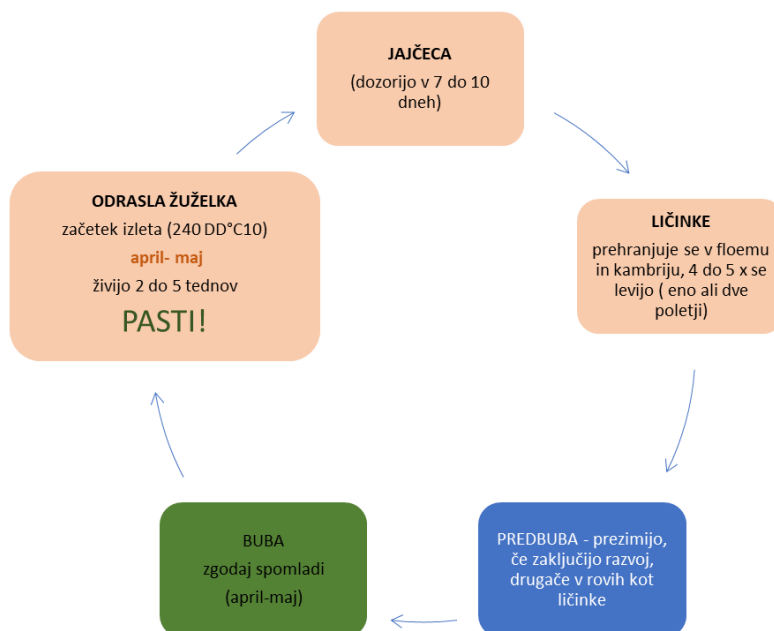 JAJČECA
(dozorijo v 7 do 10
dneh)
ODRASLA ŽUŽELKA
začetek izleta (240 DD°C10)
april- maj
živijo 2 do 5 tednov
PASTI!
LIČINKE
prehranjuje se v floemu
in kambriju, 4 do 5 x se
levijo ( eno ali dve
poletji)
BUBA
zgodaj spomladi
(april-maj)
PREDBUBA - prezimijo,
če zaključijo razvoj,
drugače v rovih kot
ličinke